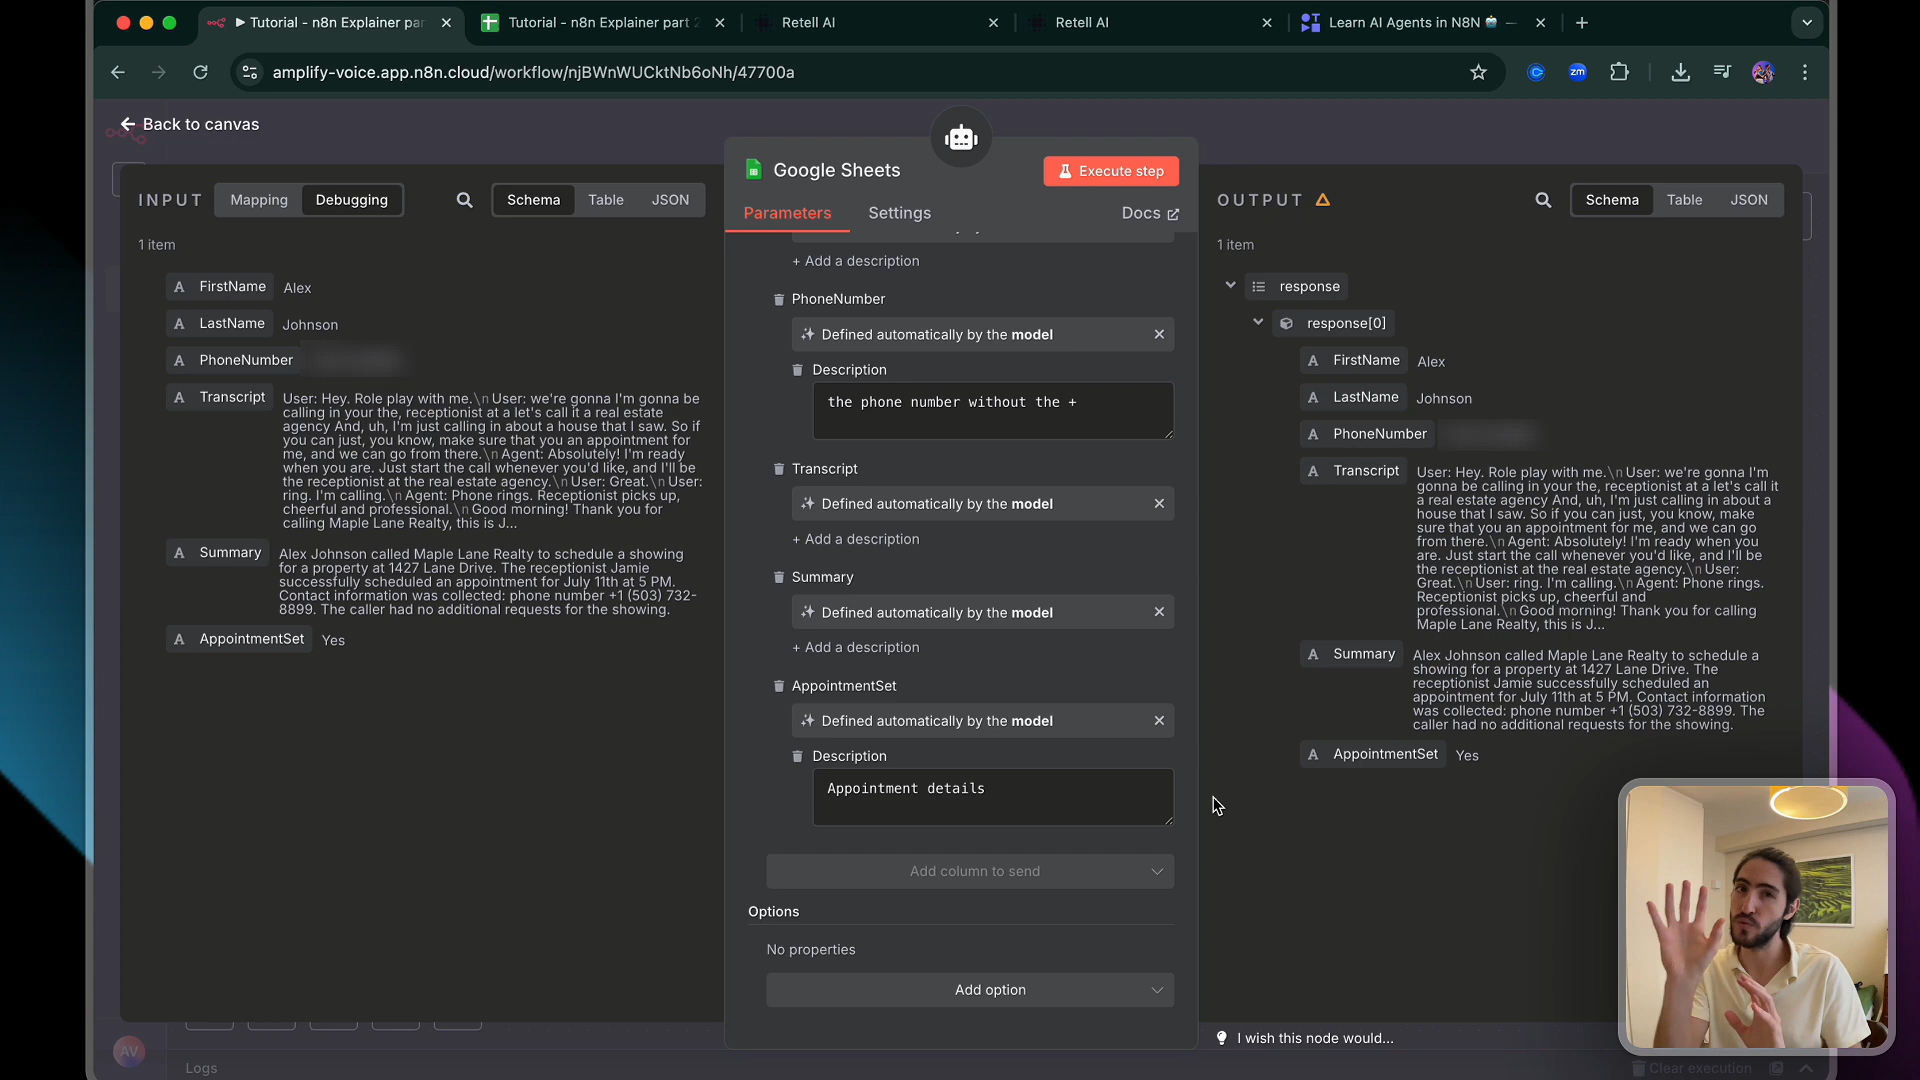 ▶ Tutorial - n8n Explainer par
Tutorial - n8n Explainer part 2
Retell AI
Retell AI
Learn AI Agents in N8N 🤖 —
amplify-voice.app.n8n.cloud/workflow/njBWnWUCktNb6oNh/47700a
zm
Back to canvas
INPUT
Mapping
Debugging
Schema
Table
JSON
1 item
A FirstName Alex
A LastName Johnson
A PhoneNumber
A Transcript User: Hey. Role play with me.\n User: we're gonna I'm gonna be
calling in your the, receptionist at a let's call it a real estate
agency And, uh, I'm just calling in about a house that I saw. So if
you can just, you know, make sure that you an appointment for
me, and we can go from there.\n Agent: Absolutely! I'm ready
when you are. Just start the call whenever you'd like, and I'll be
the receptionist at the real estate agency.\n User: Great.\n User:
ring. I'm calling.\n Agent: Phone rings. Receptionist picks up,
cheerful and professional.\n Good morning! Thank you for
calling Maple Lane Realty, this is J...
A Summary Alex Johnson called Maple Lane Realty to schedule a showing
for a property at 1427 Lane Drive. The receptionist Jamie
successfully scheduled an appointment for July 11th at 5 PM.
Contact information was collected: phone number +1 (503) 732-
8899. The caller had no additional requests for the showing.
A AppointmentSet Yes
Google Sheets
Execute step
Parameters
Settings
Docs
+ Add a description
PhoneNumber
Defined automatically by the model
Description
the phone number without the +
Transcript
Defined automatically by the model
+ Add a description
Summary
Defined automatically by the model
+ Add a description
AppointmentSet
Defined automatically by the model
Description
Appointment details
Add column to send
Options
No properties
Add option
OUTPUT
Schema
Table
JSON
1 item
response
response[0]
A FirstName Alex
A LastName Johnson
A PhoneNumber
A Transcript User: Hey. Role play with me.\n User: we're gonna I'm
gonna be calling in your the, receptionist at a let's call it
a real estate agency And, uh, I'm just calling in about a
house that I saw. So if you can just, you know, make
sure that you an appointment for me, and we can go
from there.\n Agent: Absolutely! I'm ready when you
are. Just start the call whenever you'd like, and I'll be
the receptionist at the real estate agency.\n User:
Great.\n User: ring. I'm calling.\n Agent: Phone rings.
Receptionist picks up, cheerful and
professional.\n Good morning! Thank you for calling
Maple Lane Realty, this is J...
A Summary Alex Johnson called Maple Lane Realty to schedule a
showing for a property at 1427 Lane Drive. The
receptionist Jamie successfully scheduled an
appointment for July 11th at 5 PM. Contact information
was collected: phone number +1 (503) 732-8899. The
caller had no additional requests for the showing.
A AppointmentSet Yes
I wish this node would...
AV
Logs
Clear execution